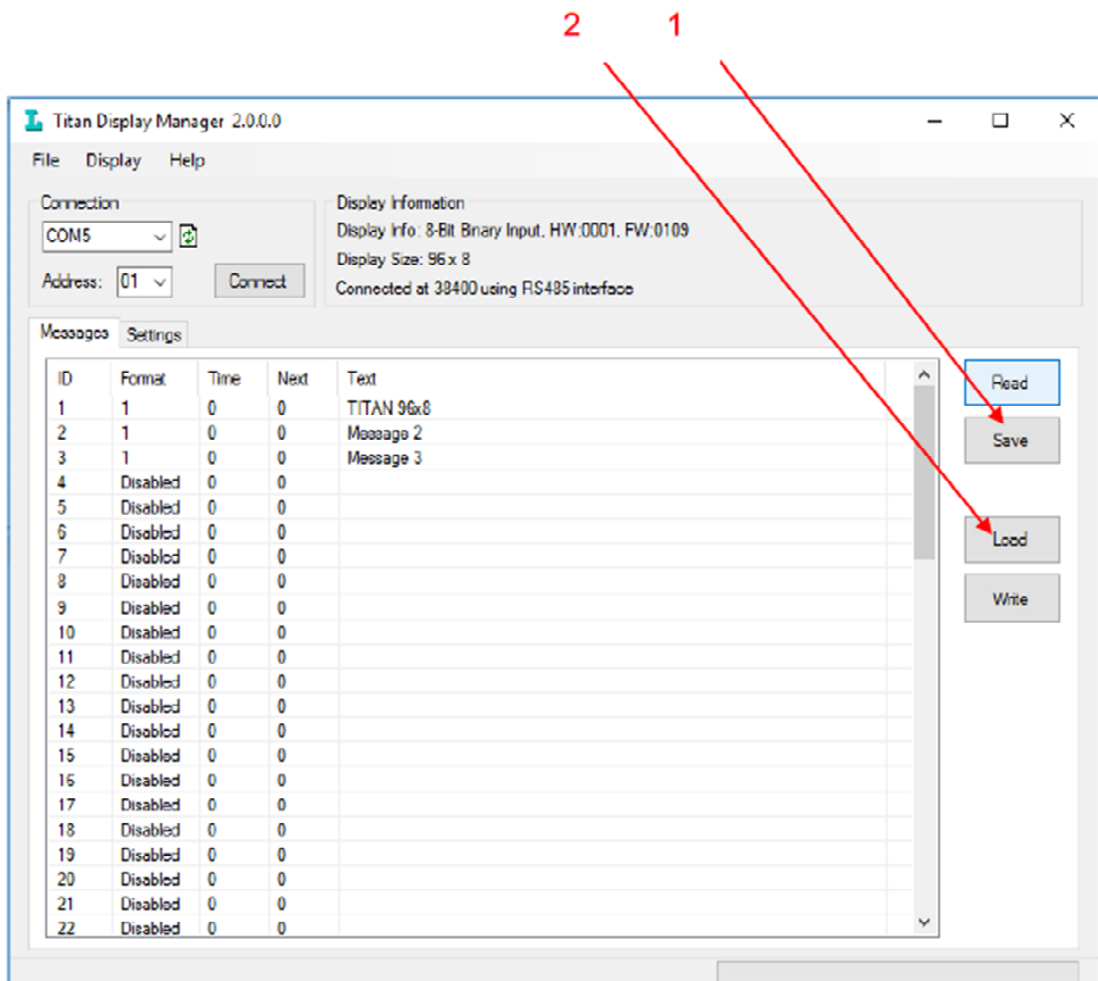 2 1
Titan Display Manager 2.0.0.0
File Display Help
Connection
COM5
Address: 01 Connect
Display Information
Display Info: 8-Bit Binary Input, HW:0001, FW:0109
Display Size: 96 x 8
Connected at 38400 using RS485 interface
Messages Settings
ID Format Time Next Text
1 1 0 0 TITAN 96x8
2 1 0 0 Message 2
3 1 0 0 Message 3
4 Disabled 0 0
5 Disabled 0 0
6 Disabled 0 0
7 Disabled 0 0
8 Disabled 0 0
9 Disabled 0 0
10 Disabled 0 0
11 Disabled 0 0
12 Disabled 0 0
13 Disabled 0 0
14 Disabled 0 0
15 Disabled 0 0
16 Disabled 0 0
17 Disabled 0 0
18 Disabled 0 0
19 Disabled 0 0
20 Disabled 0 0
21 Disabled 0 0
22 Disabled 0 0
Read
Save
Load
Write